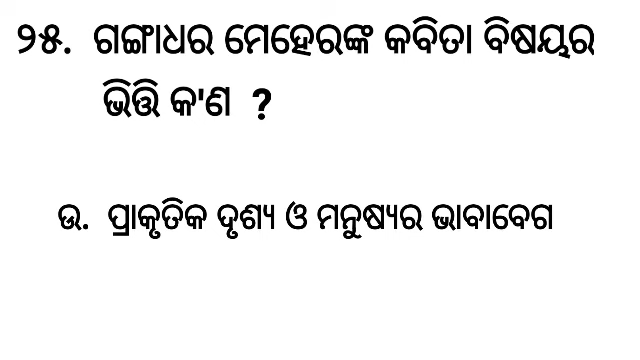 ୨୫. ଗଙ୍ଗାଧର ମେହେରଙ୍କ କବିତା ବିଷୟର
ଭିତ୍ତି କ'ଣ ?
ଉ. ପ୍ରାକୃତିକ ଦୃଶ୍ୟ ଓ ମନୁଷ୍ୟର ଭାବାବେଗ